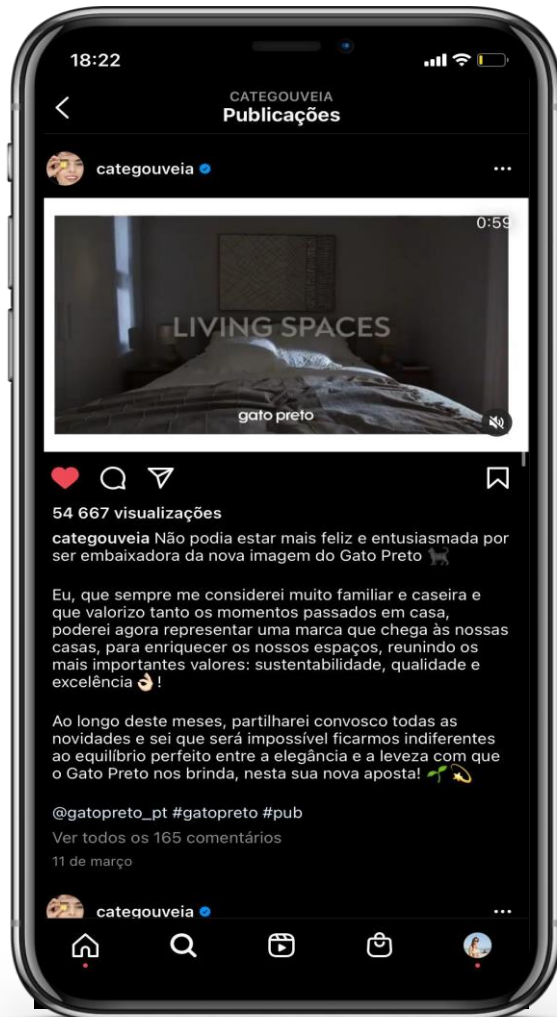 18:22
CATEGOUVEIA
Publicações
categouveia
0:59
LIVING SPACES
gato preto
54 667 visualizações
categouveia Não podia estar mais feliz e entusiasmada por
ser embaixadora da nova imagem do Gato Preto 🐈‍⬛
Eu, que sempre me considerei muito familiar e caseira e
que valorizo tanto os momentos passados em casa,
poderei agora representar uma marca que chega às nossas
casas, para enriquecer os nossos espaços, reunindo os
mais importantes valores: sustentabilidade, qualidade e
excelência 👌🏻!
Ao longo deste meses, partilharei convosco todas as
novidades e sei que será impossível ficarmos indiferentes
ao equilíbrio perfeito entre a elegância e a leveza com que
o Gato Preto nos brinda, nesta sua nova aposta! 🌱💫
@gatopreto_pt #gatopreto #pub
Ver todos os 165 comentários
11 de março
categouveia